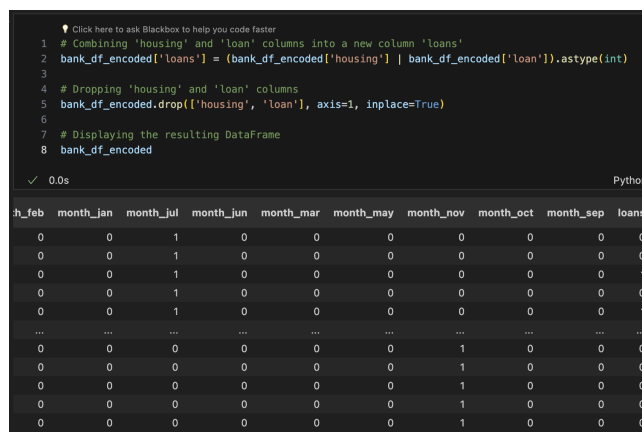 Click here to ask Blackbox to help you code faster
1 # Combining 'housing' and 'loan' columns into a new column 'loans'
2 bank_df_encoded['loans'] = (bank_df_encoded['housing'] | bank_df_encoded['loan']).astype(int)
3
4 # Dropping 'housing' and 'loan' columns
5 bank_df_encoded.drop(['housing', 'loan'], axis=1, inplace=True)
6
7 # Displaying the resulting DataFrame
8 bank_df_encoded
✓ 0.0s Pytho
h_feb month_jan month_jul month_jun month_mar month_may month_nov month_oct month_sep loans
0 0 1 0 0 0 0 0 0
0 0 1 0 0 0 0 0 0
0 0 1 0 0 0 0 0 0
0 0 1 0 0 0 0 0 0
0 0 1 0 0 0 0 0 0
... ... ... ... ... ... ... ... ... ...
0 0 0 0 0 0 1 0 0
0 0 0 0 0 0 1 0 0
0 0 0 0 0 0 1 0 0
0 0 0 0 0 0 1 0 0
0 0 0 0 0 0 1 0 0